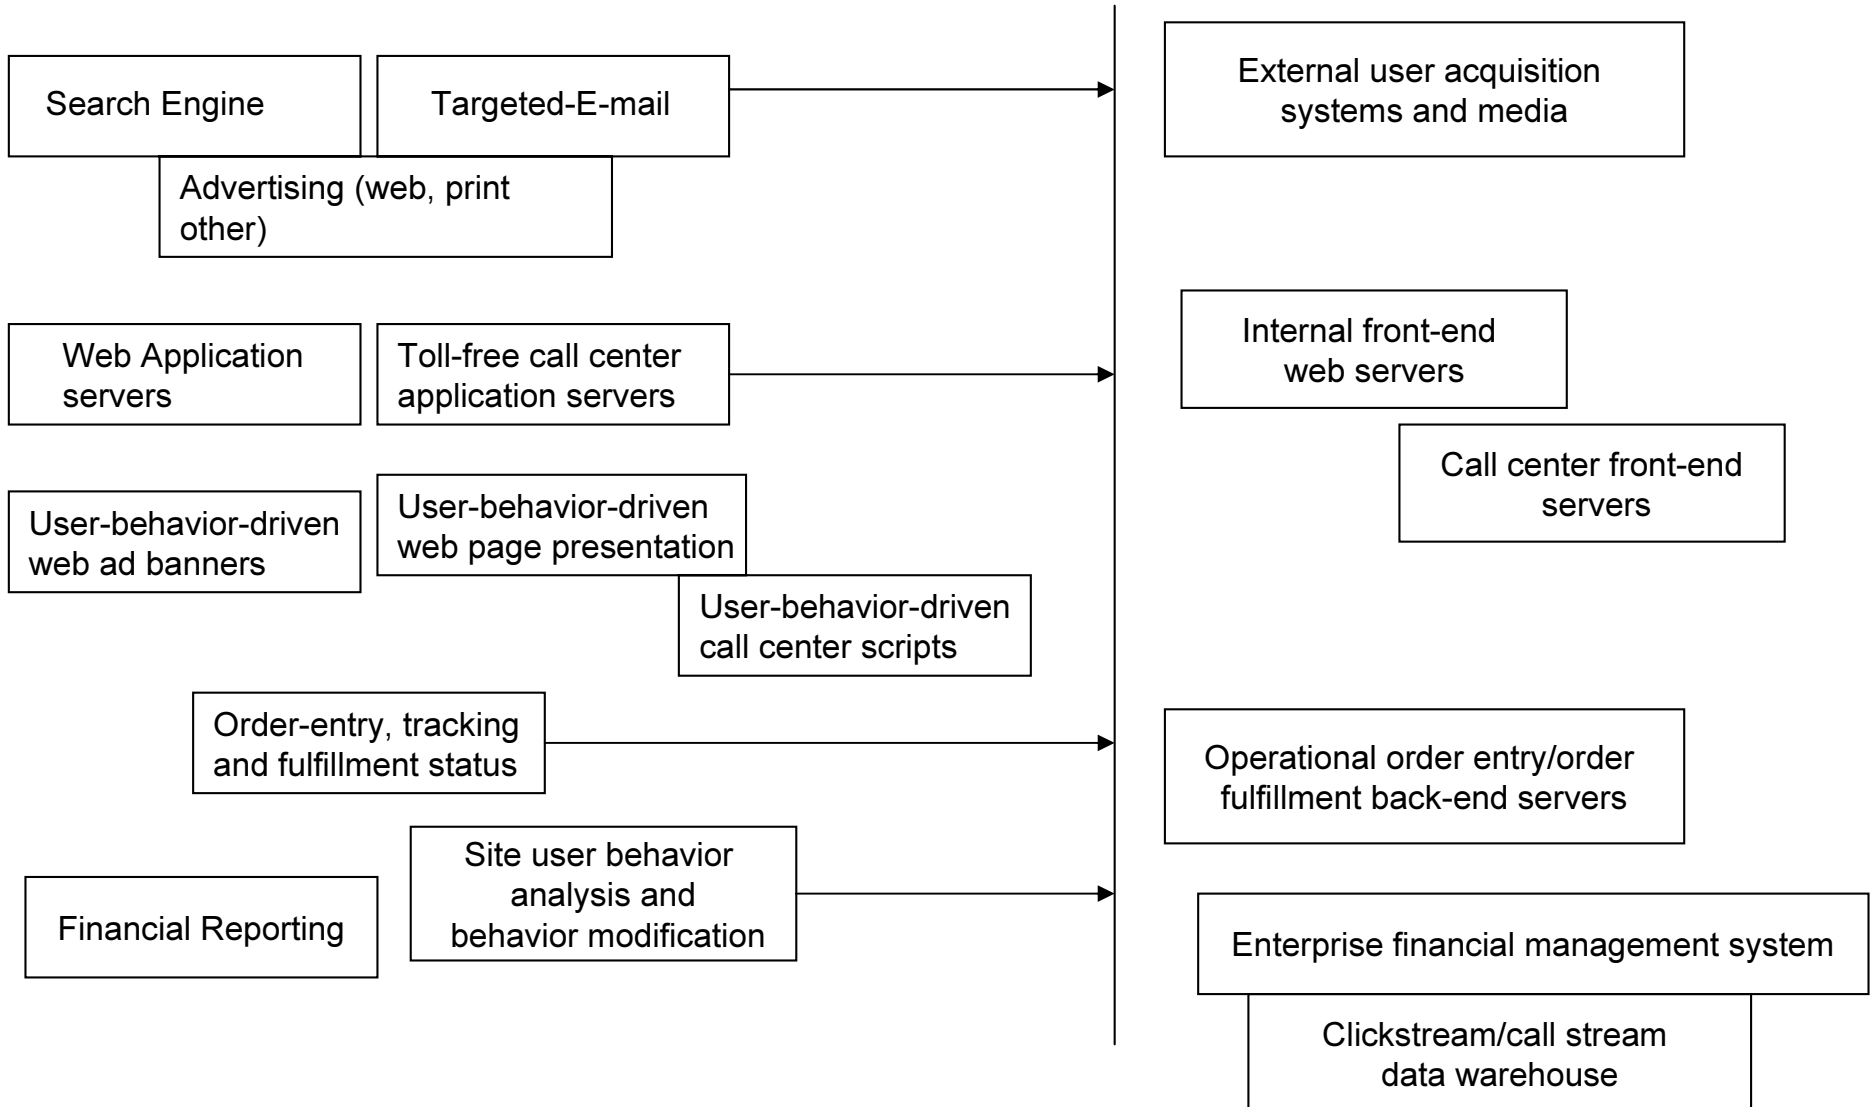 Search Engine
Targeted-E-mail
Advertising (web, print
other)
External user acquisition
systems and media
Web Application
servers
Toll-free call center
application servers
Internal front-end
web servers
Call center front-end
servers
User-behavior-driven
web ad banners
User-behavior-driven
web page presentation
User-behavior-driven
call center scripts
Order-entry, tracking
and fulfillment status
Operational order entry/order
fulfillment back-end servers
Financial Reporting
Site user behavior
analysis and
behavior modification
Enterprise financial management system
Clickstream/call stream
data warehouse